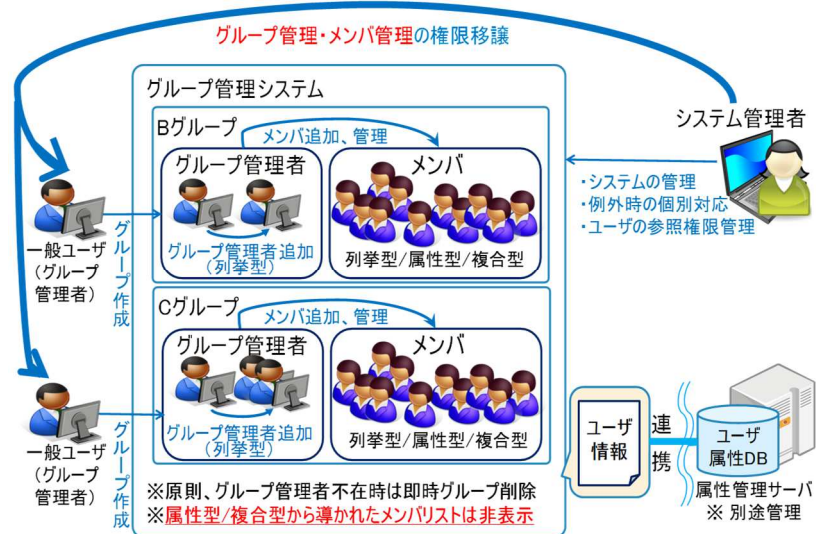 グループ管理・メンバ管理の権限移譲
グループ管理システム
システム管理者
・システムの管理
・例外時の個別対応
・ユーザの参照権限管理
Bグループ
メンバ追加、管理
グループ管理者
メンバ
グループ管理者追加
(列挙型)
列挙型/属性型/複合型
一般ユーザ
(グループ
管理者)
グループ作成
Cグループ
メンバ追加、管理
グループ管理者
メンバ
グループ管理者追加
(列挙型)
列挙型/属性型/複合型
一般ユーザ
(グループ
管理者)
グループ作成
※原則、グループ管理者不在時は即時グループ削除
※属性型/複合型から導かれたメンバリストは非表示
ユーザ
情報
連携
ユーザ
属性DB
属性管理サーバ
※ 別途管理